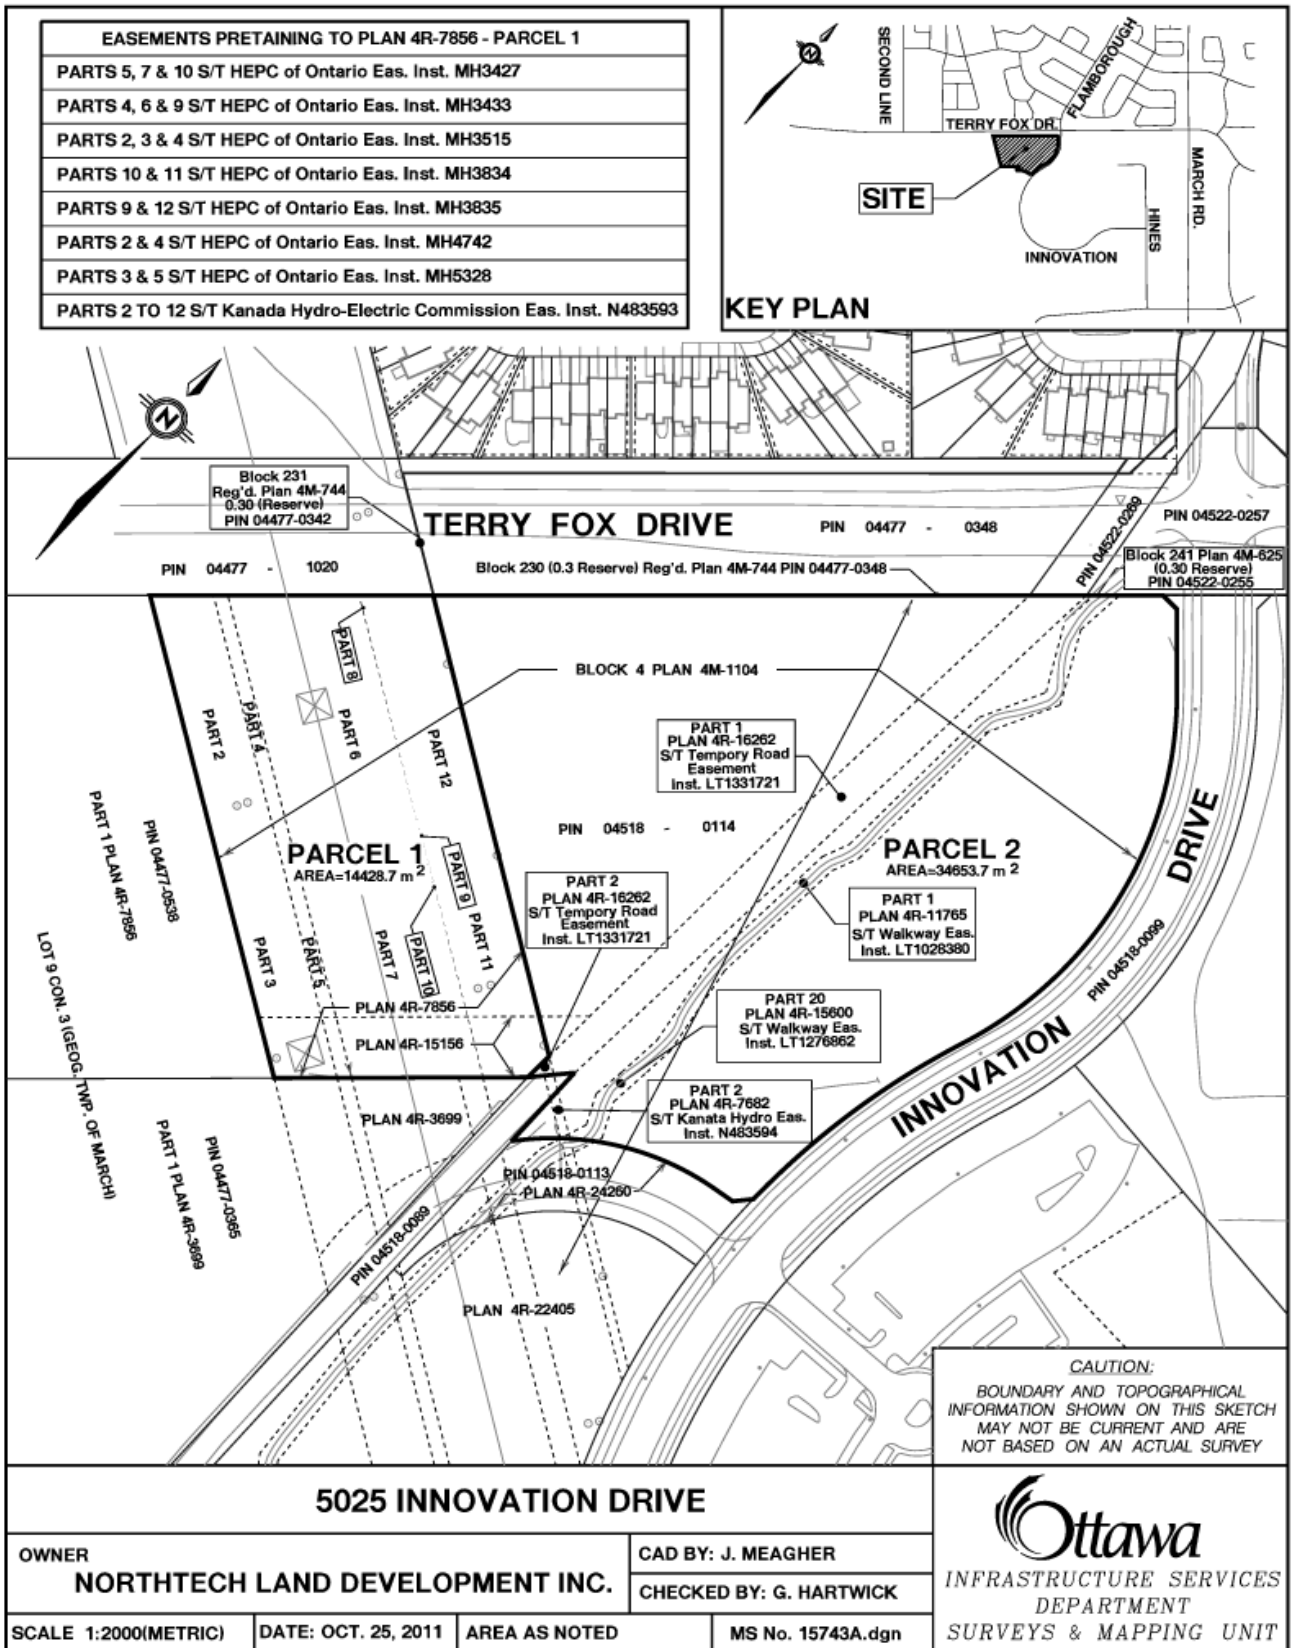 EASEMENTS PRETAINING TO PLAN 4R-7856 - PARCEL 1
PARTS 5, 7 & 10 S/T HEPC of Ontario Eas. Inst. MH3427
PARTS 4, 6 & 9 S/T HEPC of Ontario Eas. Inst. MH3433
PARTS 2, 3 & 4 S/T HEPC of Ontario Eas. Inst. MH3515
PARTS 10 & 11 S/T HEPC of Ontario Eas. Inst. MH3834
PARTS 9 & 12 S/T HEPC of Ontario Eas. Inst. MH3835
PARTS 2 & 4 S/T HEPC of Ontario Eas. Inst. MH4742
PARTS 3 & 5 S/T HEPC of Ontario Eas. Inst. MH5328
PARTS 2 TO 12 S/T Kanada Hydro-Electric Commission Eas. Inst. N483593
N
SECOND LINE
FLAMBOROUGH
TERRY FOX DR.
MARCH RD.
SITE
HINES
INNOVATION
KEY PLAN
N
Block 231
Reg'd. Plan 4M-744
0.30 (Reserve)
PIN 04477-0342
TERRY FOX DRIVE
PIN 04477 - 0348
PIN 04522-0269
PIN 04522-0257
PIN 04477 - 1020
Block 230 (0.3 Reserve) Reg'd. Plan 4M-744 PIN 04477-0348
Block 241 Plan 4M-625
(0.30 Reserve)
PIN 04522-0255
PART 8
BLOCK 4 PLAN 4M-1104
PART 2
PART 4
PART 6
PART 12
PART 1
PLAN 4R-16262
S/T Tempory Road
Easement
Inst. LT1331721
PART 1 PLAN 4R-7856
PIN 04477-0538
PIN 04518 - 0114
PARCEL 1
AREA=14428.7 m 2
PARCEL 2
AREA=34653.7 m 2
DRIVE
PART 9
PART 2
PLAN 4R-16262
S/T Tempory Road
Easement
Inst. LT1331721
PART 1
PLAN 4R-11765
S/T Walkway Eas.
Inst. LT1028380
LOT 9 CON. 3 (GEOG. TWP. OF MARCH)
PART 3
PART 5
PART 7
PART 10
PART 11
PIN 04518-0099
PLAN 4R-7856
PART 20
PLAN 4R-15600
S/T Walkway Eas.
Inst. LT1276862
PLAN 4R-15156
INNOVATION
PART 2
PLAN 4R-7682
S/T Kanata Hydro Eas.
Inst. N483594
PLAN 4R-3699
PART 1 PLAN 4R-3699
PIN 04477-0365
PIN 04518-0113
PLAN 4R-24260
PIN 04518-0089
PLAN 4R-22405
CAUTION:
BOUNDARY AND TOPOGRAPHICAL
INFORMATION SHOWN ON THIS SKETCH
MAY NOT BE CURRENT AND ARE
NOT BASED ON AN ACTUAL SURVEY
5025 INNOVATION DRIVE
OWNER
NORTHTECH LAND DEVELOPMENT INC.
CAD BY: J. MEAGHER
CHECKED BY: G. HARTWICK
SCALE 1:2000(METRIC)
DATE: OCT. 25, 2011
AREA AS NOTED
MS No. 15743A.dgn
Ottawa
INFRASTRUCTURE SERVICES
DEPARTMENT
SURVEYS & MAPPING UNIT